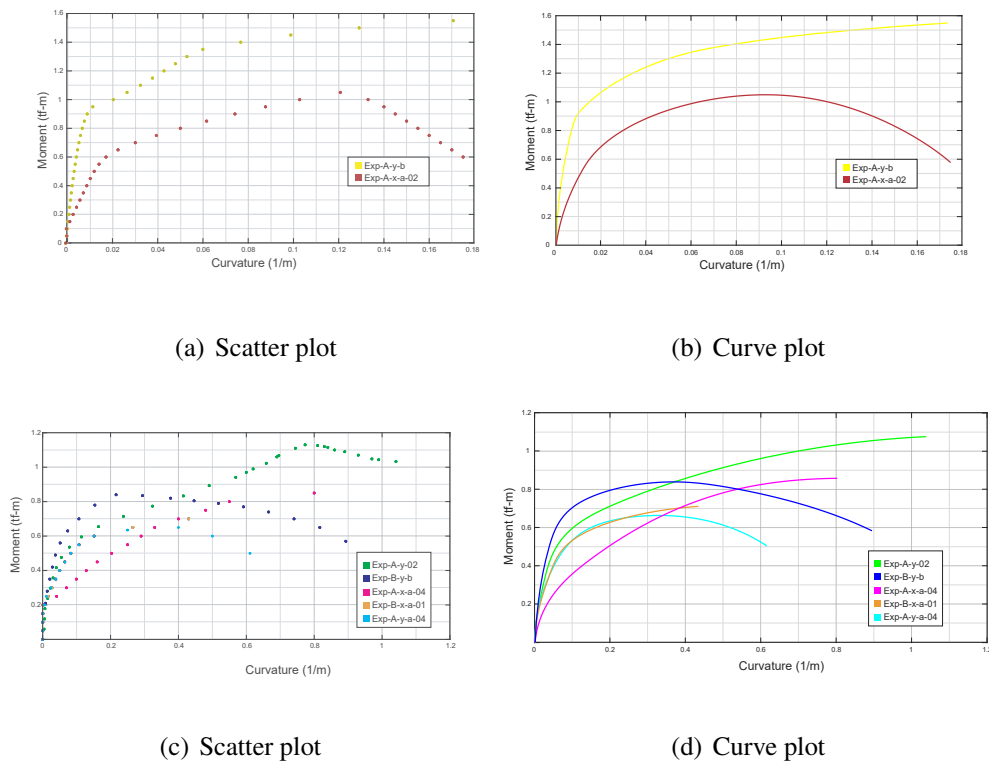 1.6
1.4
1.2
1
0.8
0.6
0.4
0.2
0
Moment (tf-m)
0 0.02 0.04 0.06 0.08 0.1 0.12 0.14 0.16 0.18
Curvature (1/m)
Exp-A-y-b
Exp-A-x-a-02
(a) Scatter plot
1.6
1.4
1.2
1
0.8
0.6
0.4
0.2
0
Moment (tf-m)
0.02 0.04 0.06 0.08 0.1 0.12 0.14 0.16 0.18
Curvature (1/m)
Exp-A-y-b
Exp-A-x-a-02
(b) Curve plot
1.2
1
0.8
0.6
0.4
0.2
Moment (tf-m)
0 0.2 0.4 0.6 0.8 1 1.2
Curvature (1/m)
Exp-A-y-02
Exp-B-y-b
Exp-A-x-a-04
Exp-B-x-a-01
Exp-A-y-a-04
(c) Scatter plot
1.2
1
0.8
0.6
0.4
0.2
Moment (tf-m)
0 0.2 0.4 0.6 0.8 1 1.2
Curvature (1/m)
Exp-A-y-02
Exp-B-y-b
Exp-A-x-a-04
Exp-B-x-a-01
Exp-A-y-a-04
(d) Curve plot